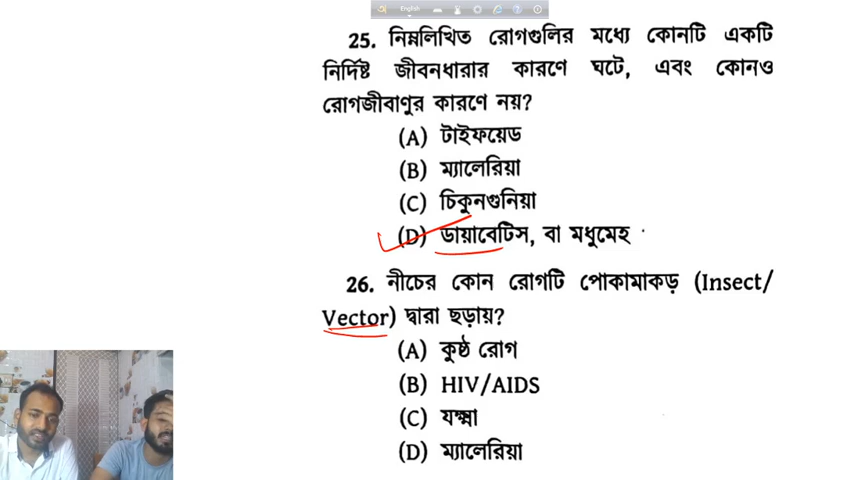 English
25. নিম্নলিখিত রোগগুলির মধ্যে কোনটি একটি
নির্দিষ্ট জীবনধারার কারণে ঘটে, এবং কোনও
রোগজীবাণুর কারণে নয়?
(A) টাইফয়েড
(B) ম্যালেরিয়া
(C) চিকুনগুনিয়া
(D) ডায়াবেটিস, বা মধুমেহ
26. নীচের কোন রোগটি পোকামাকড় (Insect/
Vector) দ্বারা ছড়ায়?
(A) কুষ্ঠ রোগ
(B) HIV/AIDS
(C) যক্ষ্মা
(D) ম্যালেরিয়া